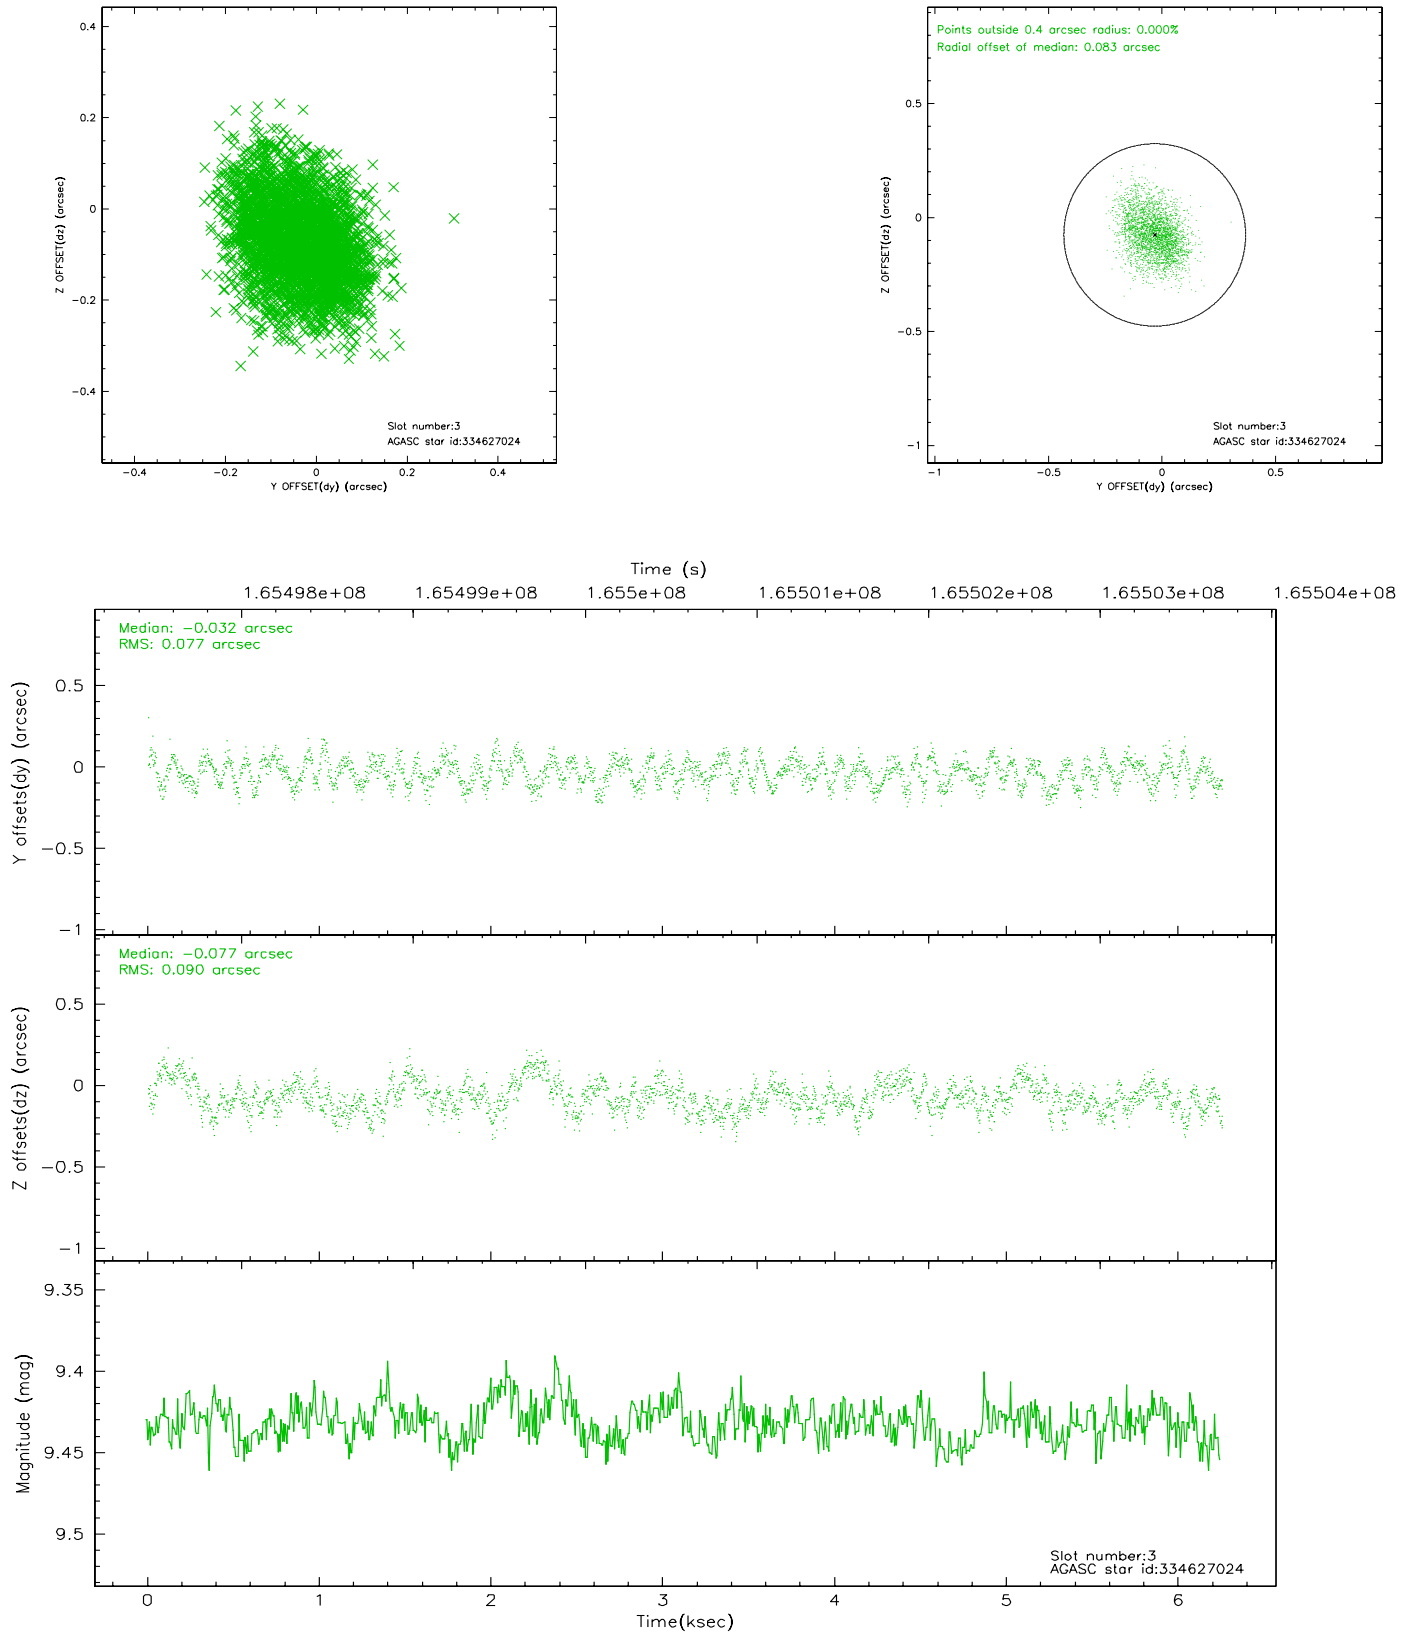 0.4
0.2
0
-0.2
-0.4
Z OFFSET(dz) (arcsec)
Slot number:3
AGASC star id:334627024
-0.4 -0.2 0 0.2 0.4
Y OFFSET(dy) (arcsec)
Points outside 0.4 arcsec radius: 0.000%
Radial offset of median: 0.083 arcsec
0.5
0
-0.5
-1
Z OFFSET(dz) (arcsec)
Slot number:3
AGASC star id:334627024
-1 -0.5 0 0.5
Y OFFSET(dy) (arcsec)
Time (s)
1.65498e+08 1.65499e+08 1.655e+08 1.65501e+08 1.65502e+08 1.65503e+08 1.65504e+08
Median: -0.032 arcsec
RMS: 0.077 arcsec
0.5
0
-0.5
-1
Y offsets(dy) (arcsec)
Median: -0.077 arcsec
RMS: 0.090 arcsec
0.5
0
-0.5
-1
Z offsets(dz) (arcsec)
9.35
9.4
9.45
9.5
Magnitude (mag)
Slot number:3
AGASC star id:334627024
0 1 2 3 4 5 6
Time(ksec)